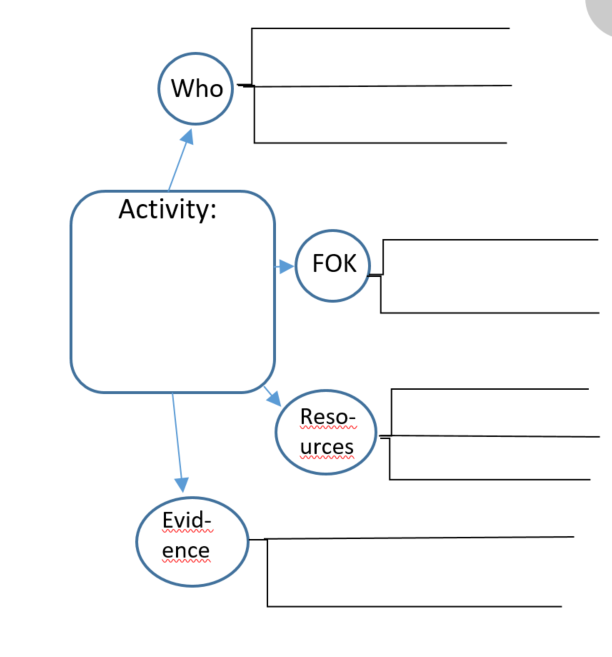 Who
Activity:
FOK
Reso-
urces
Evid-
ence